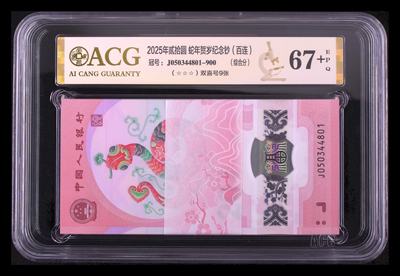 ACG
AI CANG GUARANTY
2025年贰拾圆 蛇年贺岁纪念钞（百连）
冠号： J050344801-900 （综合分）
（☆☆☆）双喜号9张
67+
EPQ
中国人民银行
J050344801
ACG